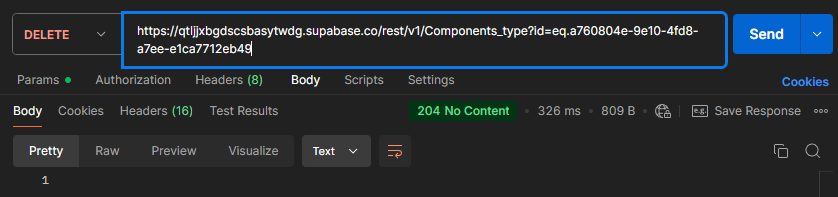 DELETE
https://qtljjxbgdscsbasytwdg.supabase.co/rest/v1/Components_type?id=eq.a760804e-9e10-4fd8-
a7ee-e1ca7712eb49
Send
Params Authorization Headers (8) Body Scripts Settings Cookies
Body Cookies Headers (16) Test Results 204 No Content 326 ms 809 B e.g. Save Response
Pretty Raw Preview Visualize Text
1